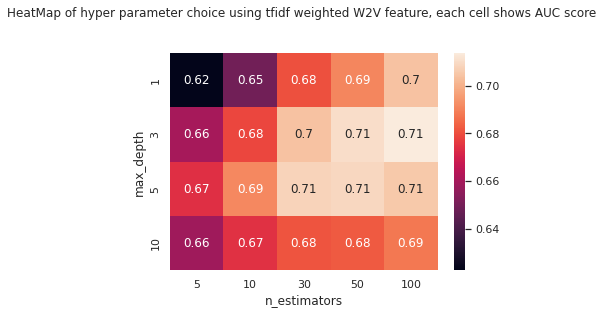 HeatMap of hyper parameter choice using tfidf weighted W2V feature, each cell shows AUC score
1 0.62 0.65 0.68 0.69 0.7
3 0.66 0.68 0.7 0.71 0.71
5 0.67 0.69 0.71 0.71 0.71
10 0.66 0.67 0.68 0.68 0.69
max_depth
5 10 30 50 100
n_estimators
0.70
0.68
0.66
0.64